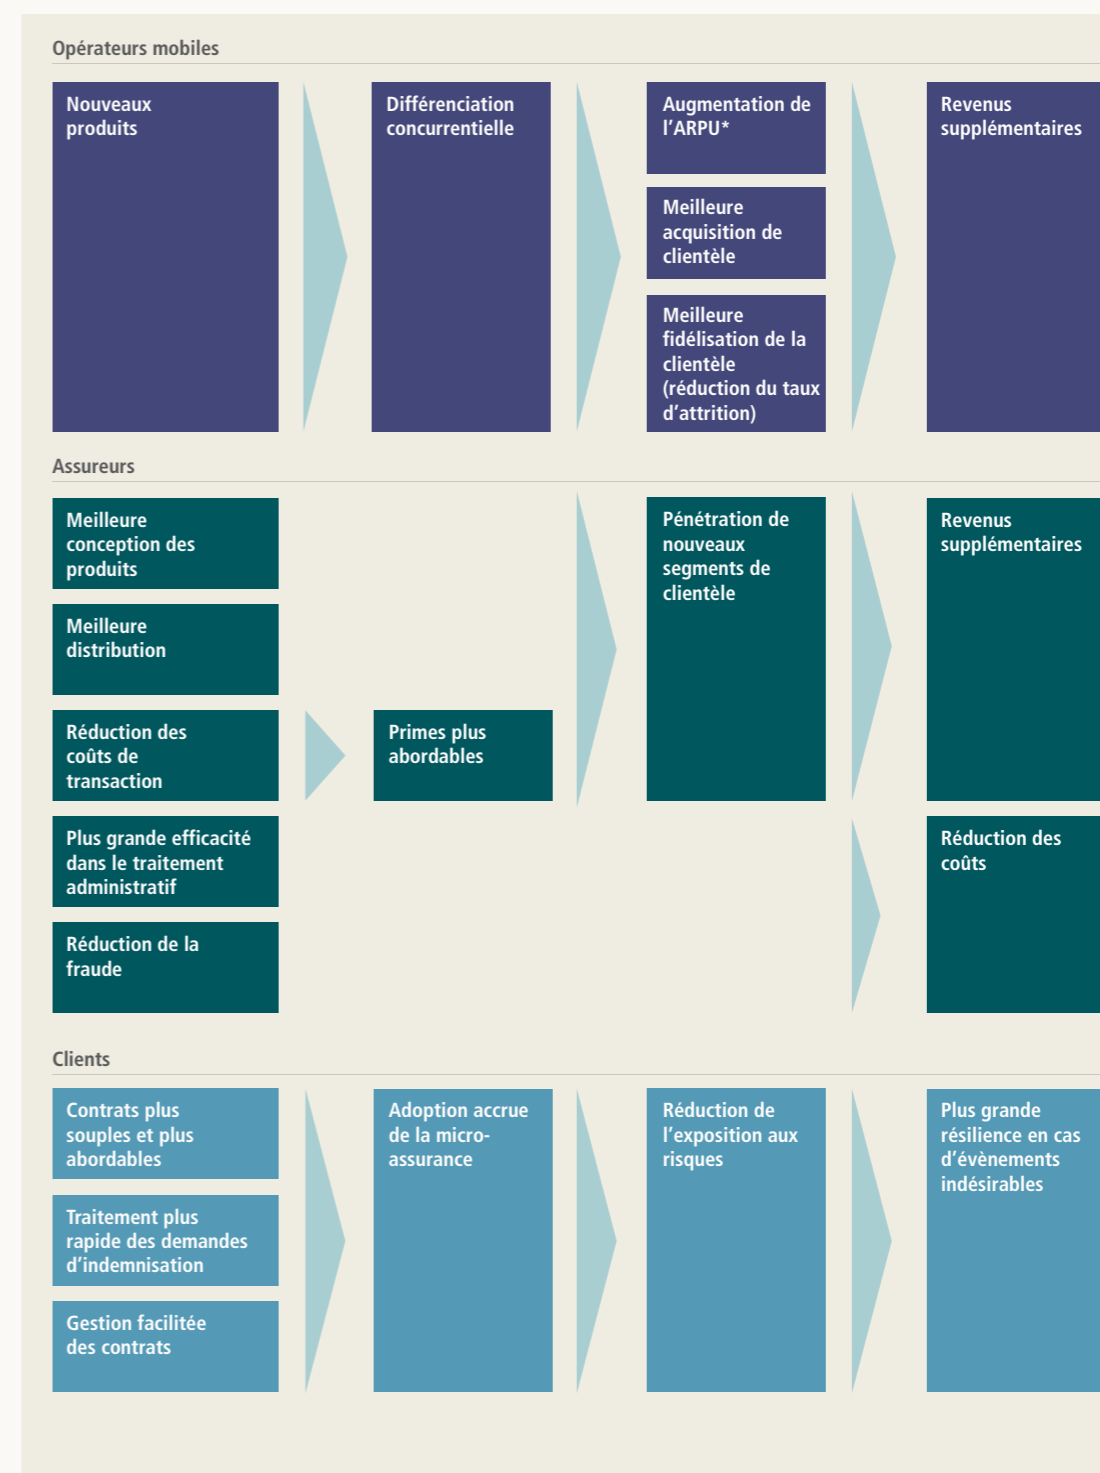 Opérateurs mobiles
Nouveaux
produits
Différenciation
concurrentielle
Augmentation de
l'ARPU*
Meilleure
acquisition de
clientèle
Meilleure
fidélisation de la
clientèle
(réduction du taux
d'attrition)
Revenus
supplémentaires
Assureurs
Meilleure
conception des
produits
Meilleure
distribution
Réduction des
coûts de
transaction
Plus grande efficacité
dans le traitement
administratif
Réduction de la
fraude
Primes plus
abordables
Pénétration de
nouveaux
segments de
clientèle
Revenus
supplémentaires
Réduction des
coûts
Clients
Contrats plus
souples et plus
abordables
Traitement plus
rapide des demandes
d'indemnisation
Gestion facilitée
des contrats
Adoption accrue
de la micro-
assurance
Réduction de
l'exposition aux
risques
Plus grande
résilience en cas
d'évènements
indésirables